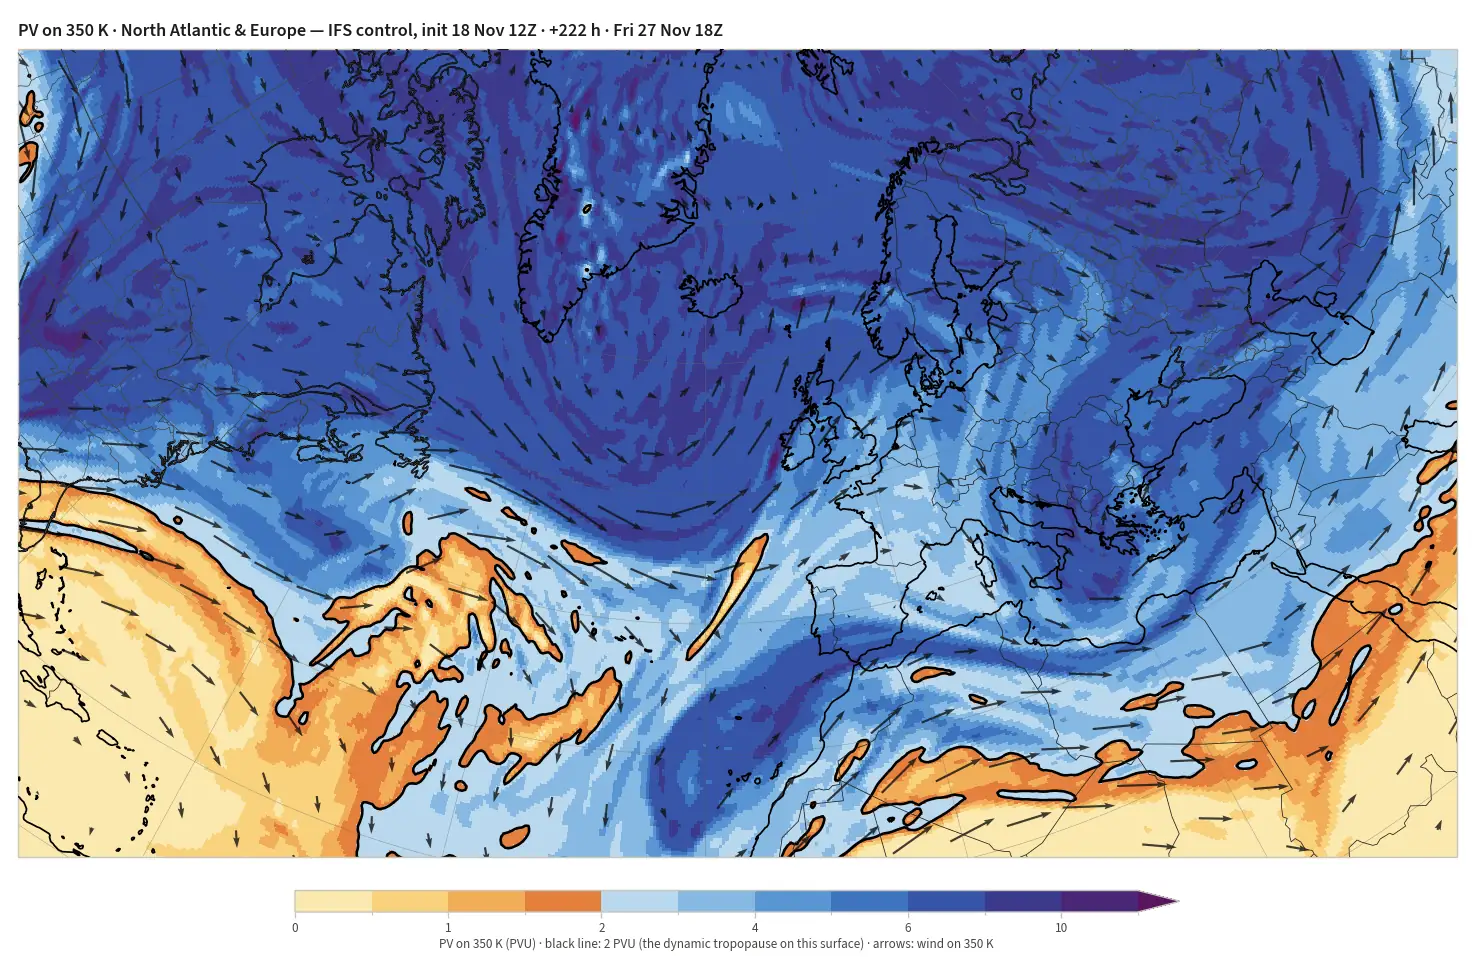 PV on 350 K · North Atlantic & Europe — IFS control, init 18 Nov 12Z · +222 h · Fri 27 Nov 18Z
0 1 2 4 6 10
PV on 350 K (PVU) · black line: 2 PVU (the dynamic tropopause on this surface) · arrows: wind on 350 K